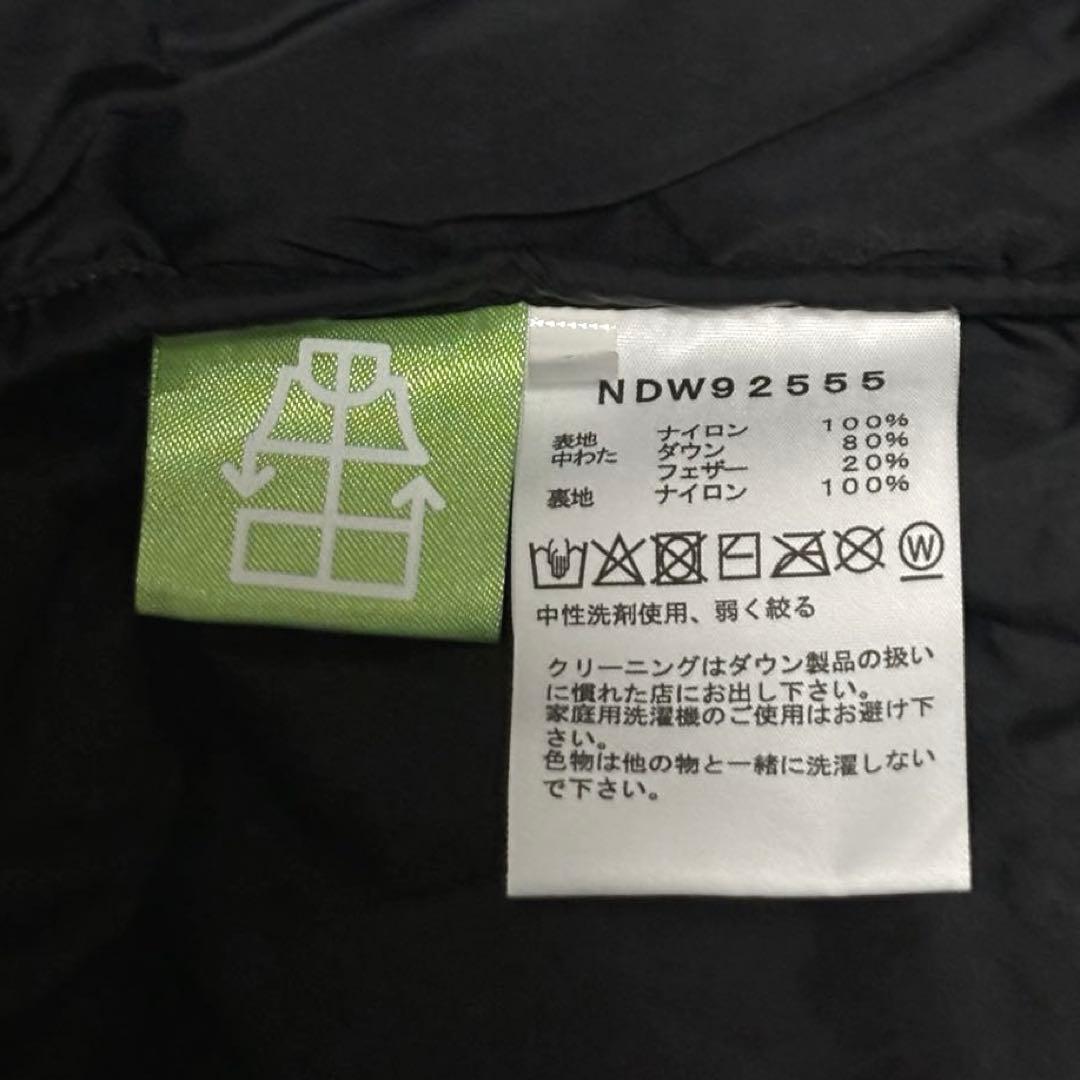 NDW92555
表地 ナイロン 100%
中わた ダウン 80%
フェザー 20%
裏地 ナイロン 100%
W
中性洗剤使用、弱く絞る
クリーニングはダウン製品の扱い
に慣れた店にお出し下さい。
家庭用洗濯機のご使用はお避け下
さい。
色物は他の物と一緒に洗濯しない
で下さい。